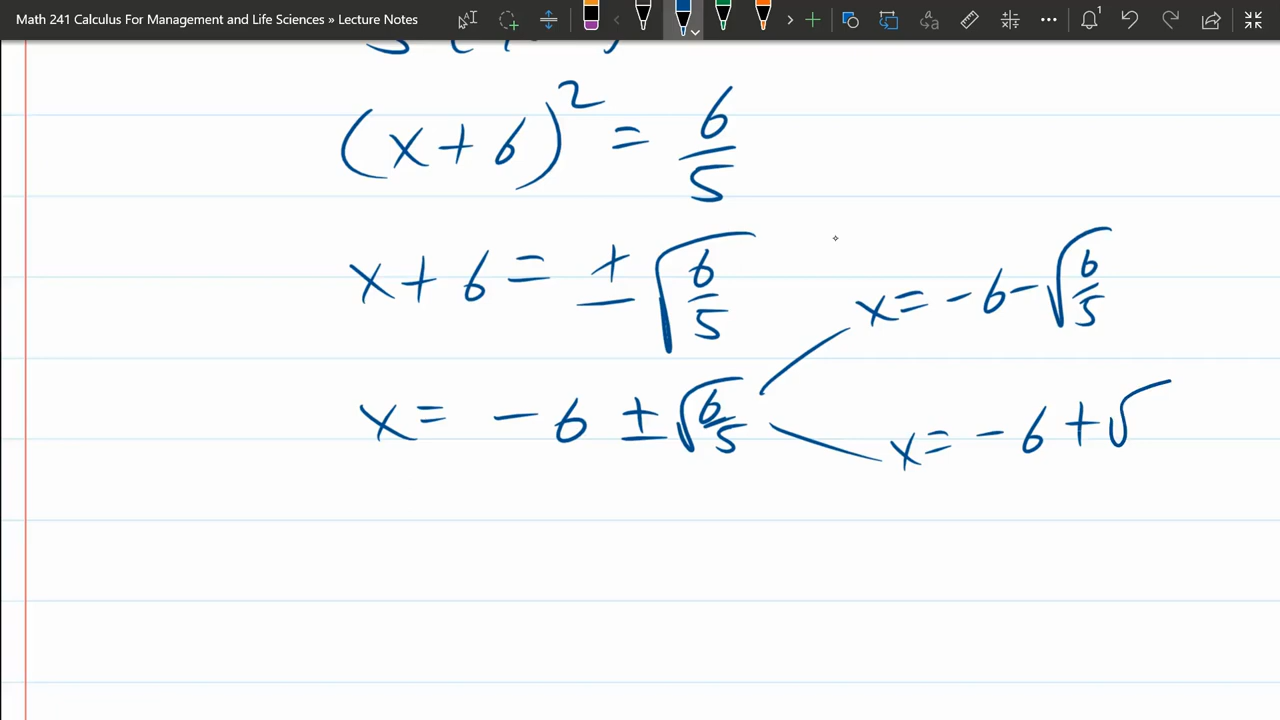 Math 241 Calculus For Management and Life Sciences » Lecture Notes
(x+6)² = 6/5
x+6 = ± √(6/5)
x = -6 - √(6/5)
x = -6 ± √(6/5)
x = -6 + √